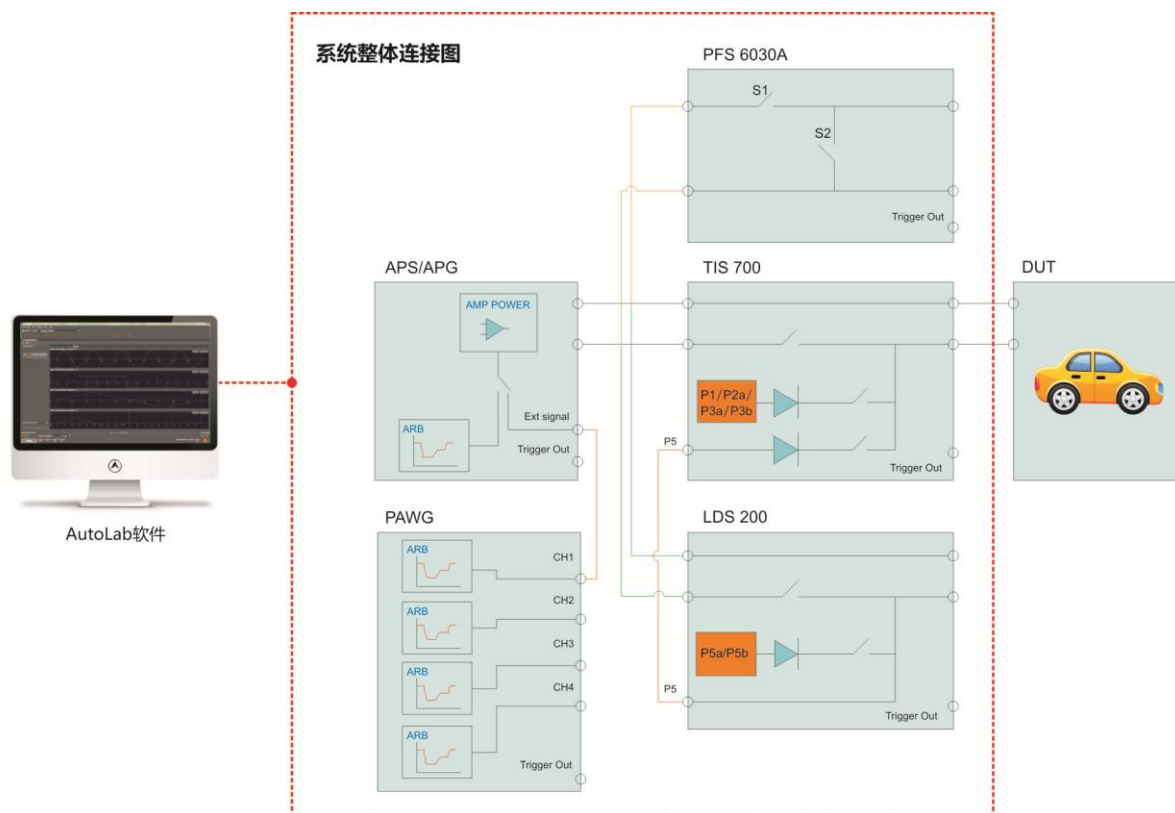 系统整体连接图
PFS 6030A
S1
S2
Trigger Out
APS/APG
AMP POWER
ARB
Ext signal
Trigger Out
TIS 700
P1/P2a/
P3a/P3b
P5
Trigger Out
DUT
AutoLab软件
PAWG
ARB
CH1
CH2
ARB
CH3
ARB
CH4
ARB
Trigger Out
LDS 200
P5a/P5b
P5
Trigger Out